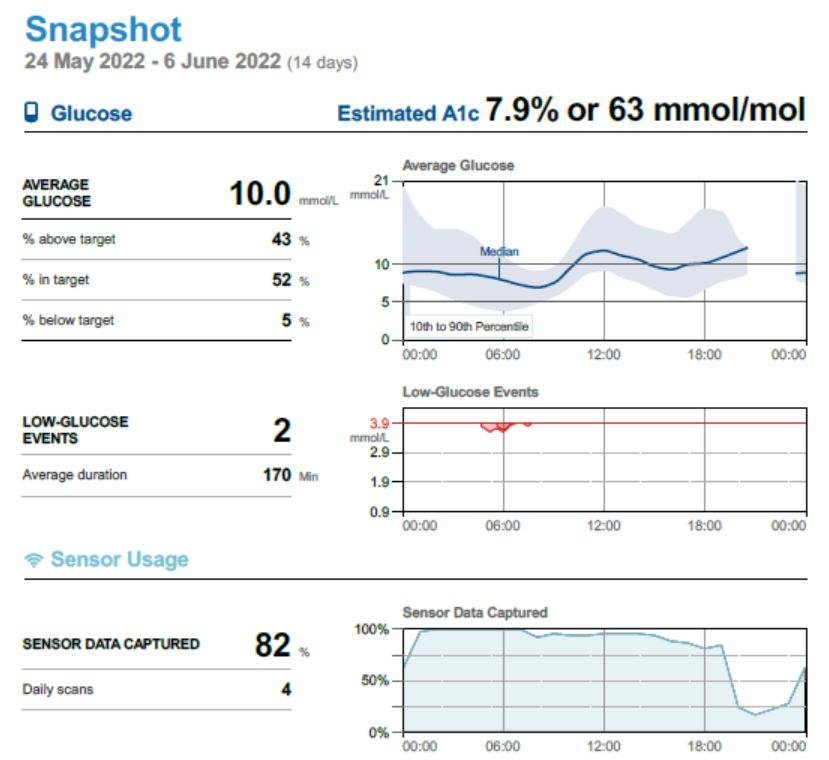 Snapshot
24 May 2022 - 6 June 2022 (14 days)
Glucose
Estimated A1c 7.9% or 63 mmol/mol
AVERAGE
GLUCOSE
10.0 mmol/L
% above target 43 %
% in target 52 %
% below target 5 %
Average Glucose
21
mmol/L
10
5
0
Median
10th to 90th Percentile
00:00 06:00 12:00 18:00 00:00
LOW-GLUCOSE
EVENTS
2
Average duration 170 Min
Low-Glucose Events
3.9
mmol/L
2.9
1.9
0.9
00:00 06:00 12:00 18:00 00:00
Sensor Usage
SENSOR DATA CAPTURED 82 %
Daily scans 4
Sensor Data Captured
100%
50%
0%
00:00 06:00 12:00 18:00 00:00